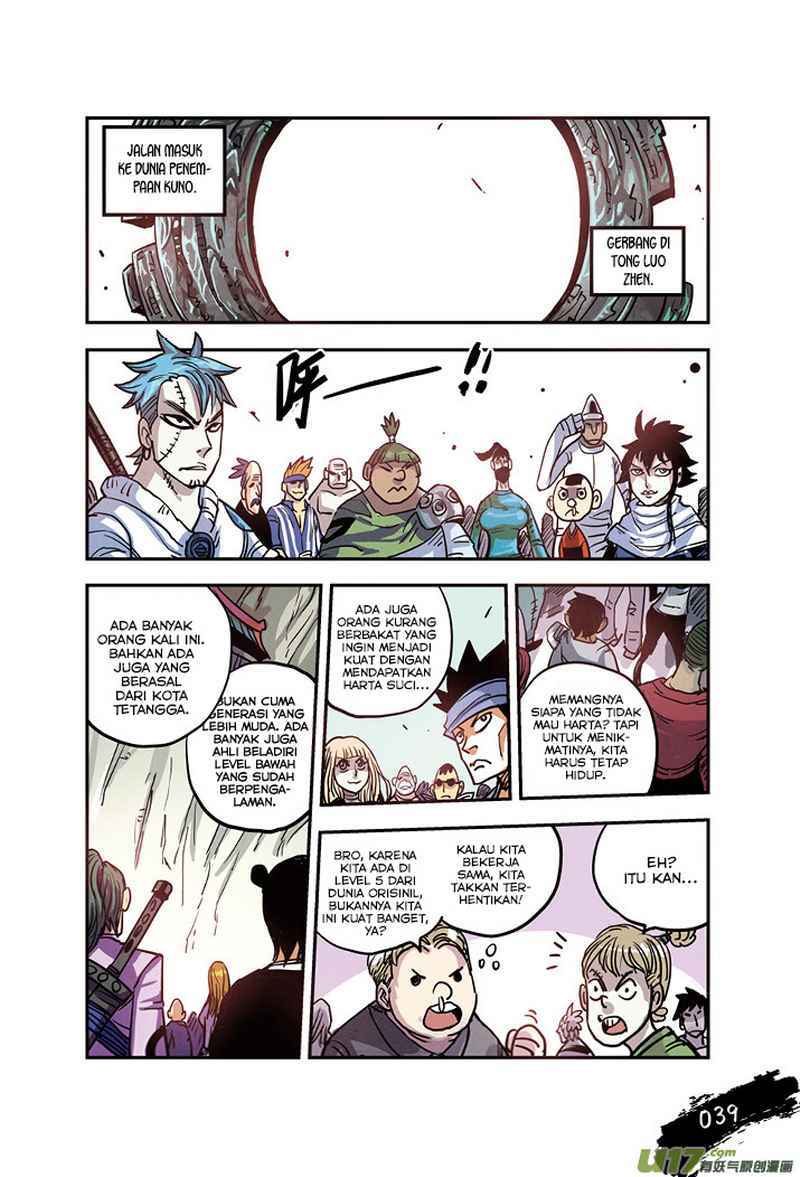 JALAN MASUK
KE DUNIA PENEM-
PAAN KUNO.
GERBANG DI
TONG LUO
ZHEN.
呼——!!
ADA BANYAK
ORANG KALI INI.
BAHKAN ADA
JUGA YANG
BERASAL
DARI KOTA
TETANGGA.
BUKAN CUMA
GENERASI YANG
LEBIH MUDA. ADA
BANYAK JUGA
AHLI BELADIRI
LEVEL BAWAH
YANG SUDAH
BERPENGA-
LAMAN.
ADA JUGA
ORANG KURANG
BERBAKAT YANG
INGIN MENJADI
KUAT DENGAN
MENDAPATKAN
HARTA SUCI...
MEMANGNYA
SIAPA YANG TIDAK
MAU HARTA? TAPI
UNTUK MENIK-
MATINYA, KITA
HARUS TETAP
HIDUP.
BRO, KARENA
KITA ADA DI
LEVEL 5 DARI
DUNIA ORISINIL,
BUKANNYA KITA
INI KUAT BANGET,
YA?
KALAU KITA
BEKERJA
SAMA, KITA
TAKKAN TER-
HENTIKAN!
EH?
ITU KAN...
039
U17.com
有妖气原创漫画